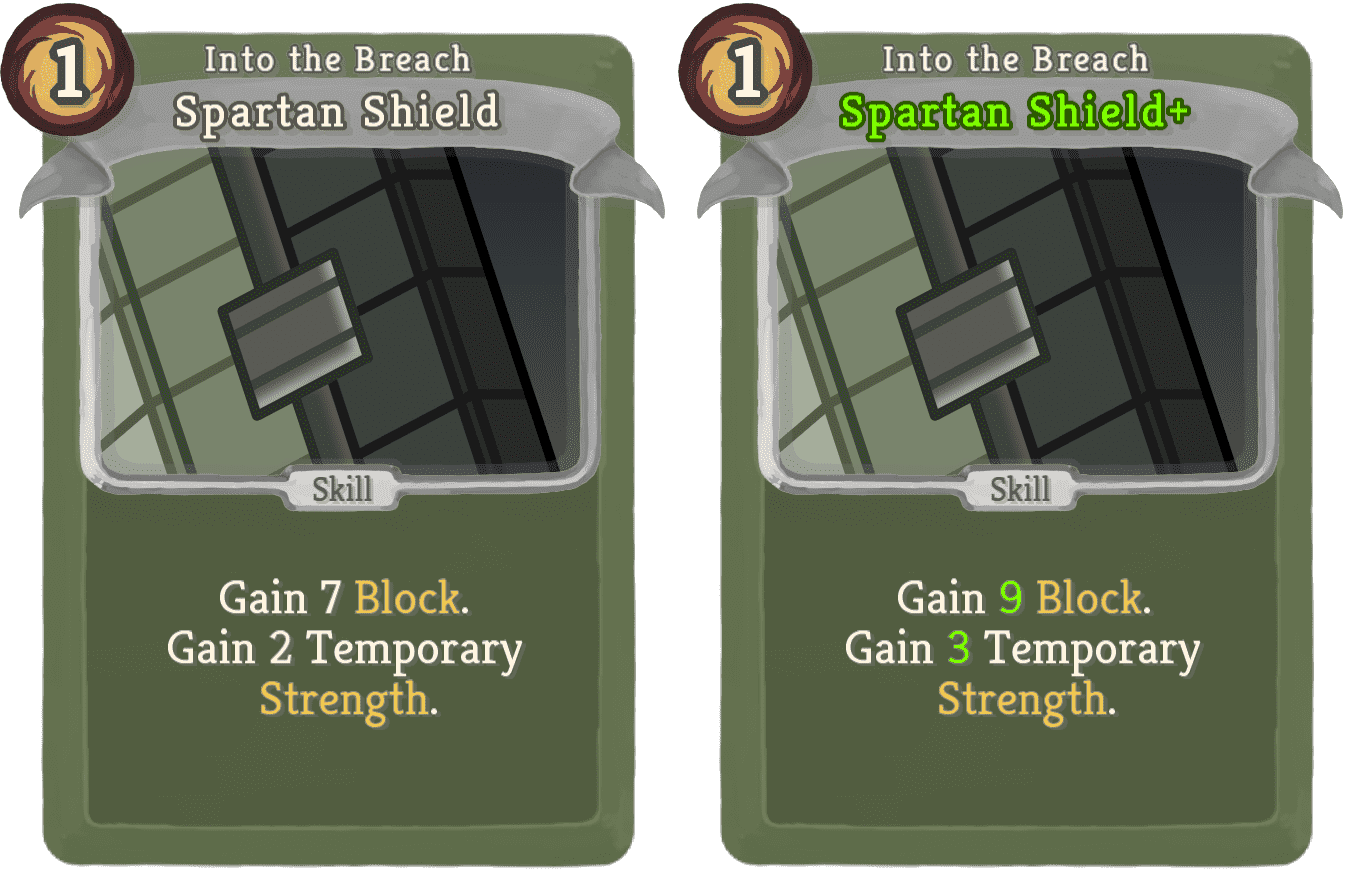 1
Into the Breach
Spartan Shield
Skill
Gain 7 Block.
Gain 2 Temporary
Strength.
1
Into the Breach
Spartan Shield+
Skill
Gain 9 Block.
Gain 3 Temporary
Strength.